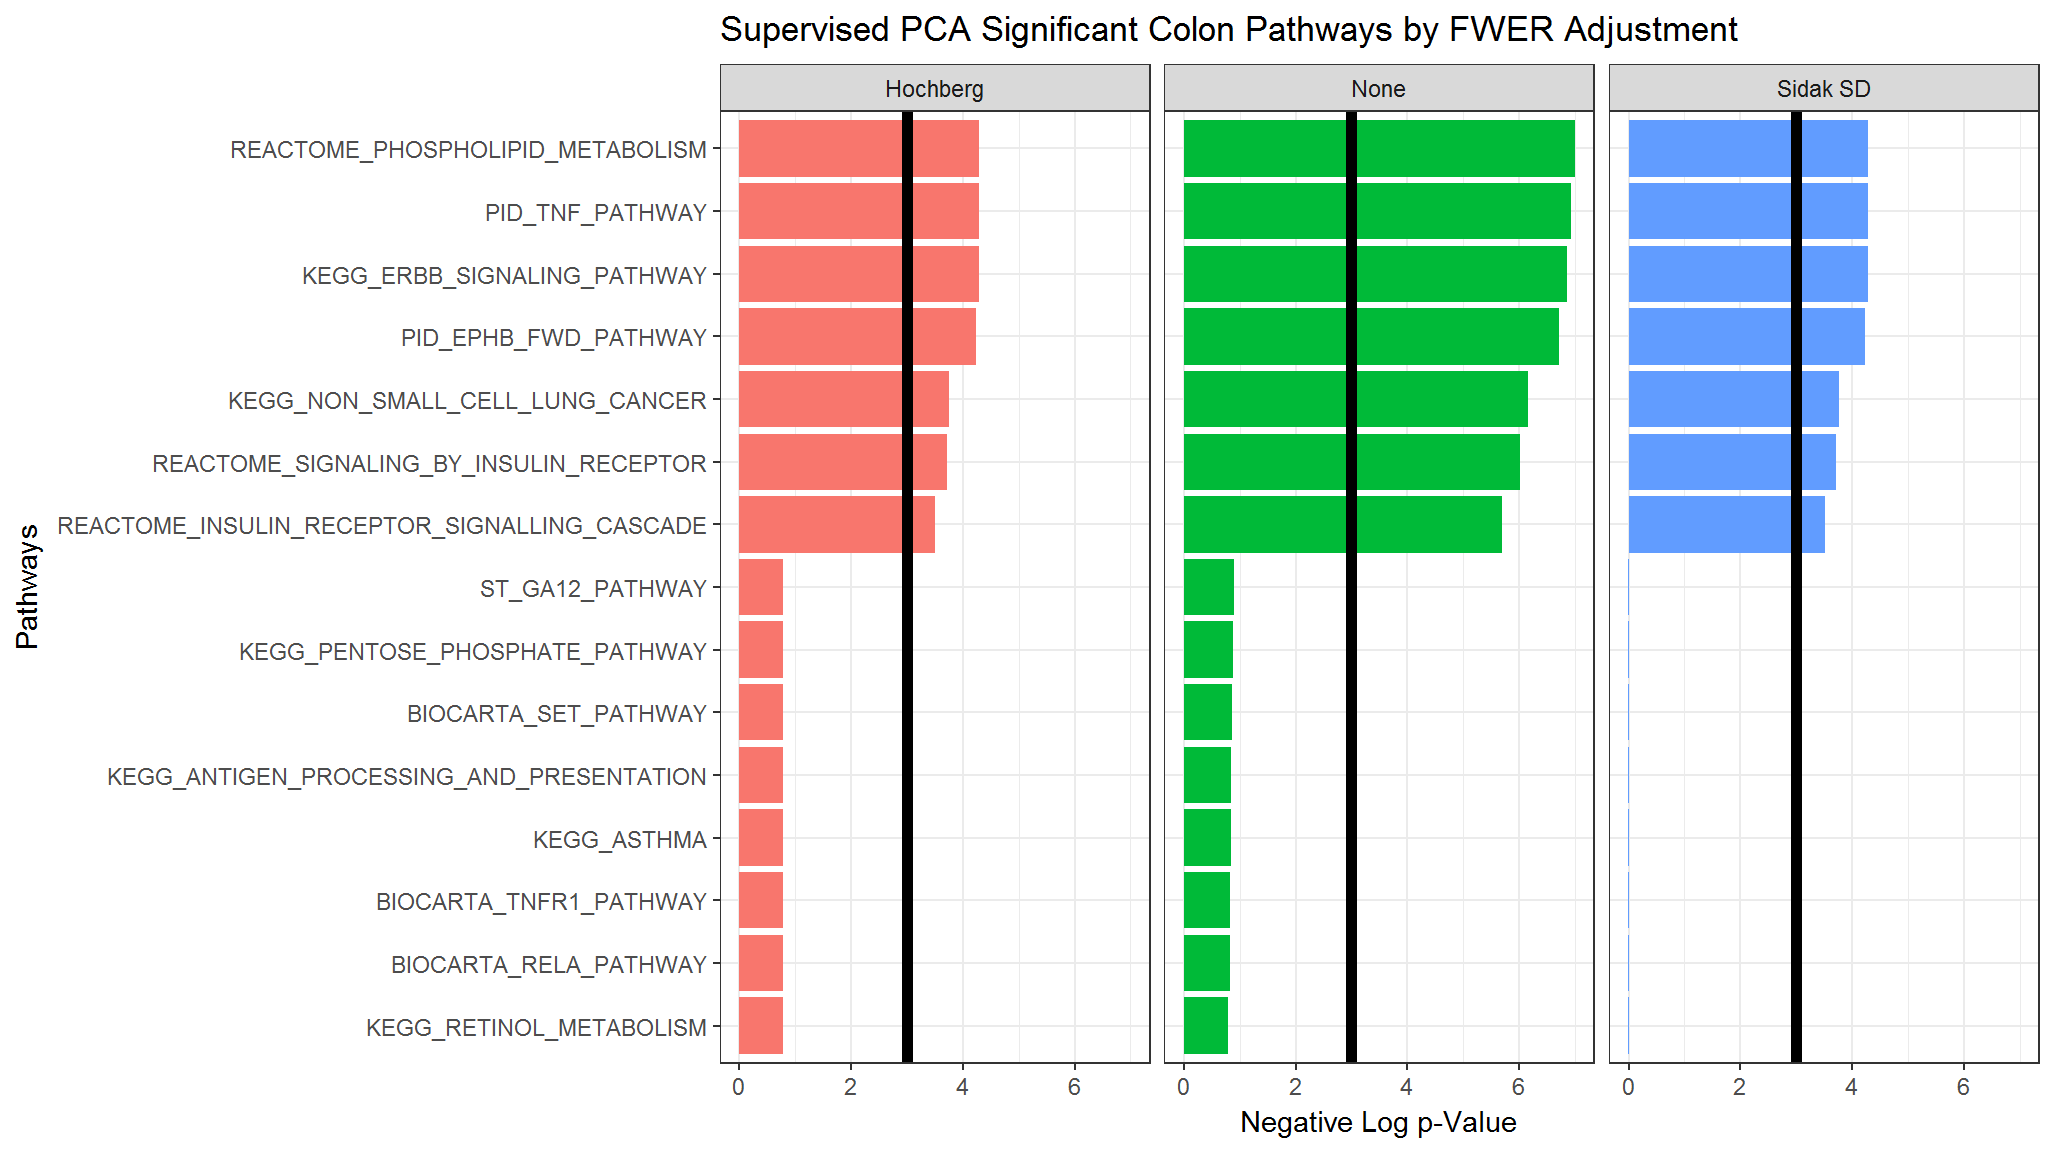 Supervised PCA Significant Colon Pathways by FWER Adjustment
Hochberg
None
Sidak SD
REACTOME_PHOSPHOLIPID_METABOLISM
PID_TNF_PATHWAY
KEGG_ERBB_SIGNALING_PATHWAY
PID_EPHB_FWD_PATHWAY
KEGG_NON_SMALL_CELL_LUNG_CANCER
REACTOME_SIGNALING_BY_INSULIN_RECEPTOR
REACTOME_INSULIN_RECEPTOR_SIGNALLING_CASCADE
ST_GA12_PATHWAY
KEGG_PENTOSE_PHOSPHATE_PATHWAY
BIOCARTA_SET_PATHWAY
KEGG_ANTIGEN_PROCESSING_AND_PRESENTATION
KEGG_ASTHMA
BIOCARTA_TNFR1_PATHWAY
BIOCARTA_RELA_PATHWAY
KEGG_RETINOL_METABOLISM
Pathways
0 2 4 6
0 2 4 6
0 2 4 6
Negative Log p-Value